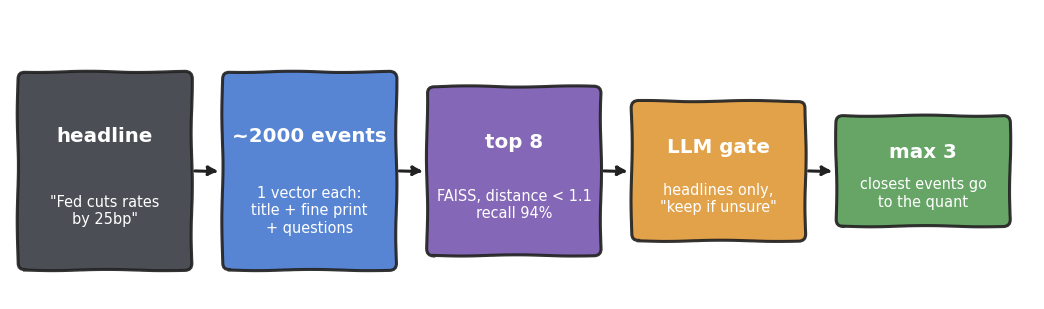 headline
"Fed cuts rates
by 25bp"
~2000 events
1 vector each:
title + fine print
+ questions
top 8
FAISS, distance < 1.1
recall 94%
LLM gate
headlines only,
"keep if unsure"
max 3
closest events go
to the quant